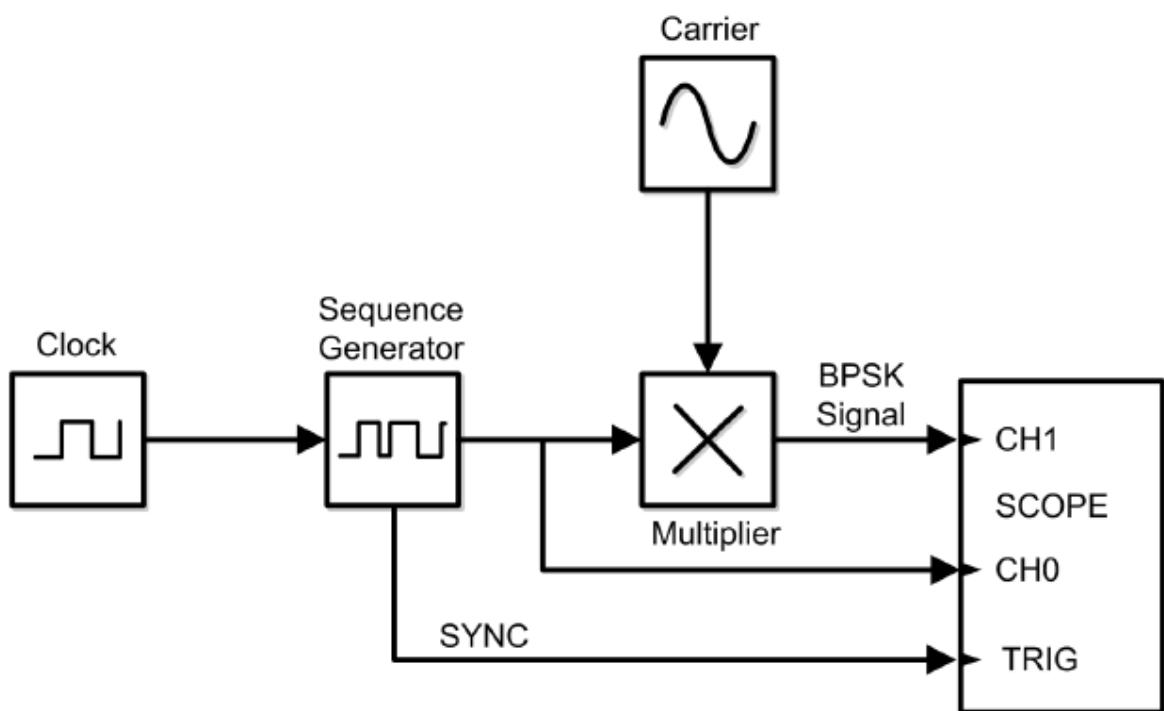 Carrier
Sequence
Generator
Clock
BPSK
Signal
CH1
SCOPE
Multiplier
CH0
SYNC
TRIG